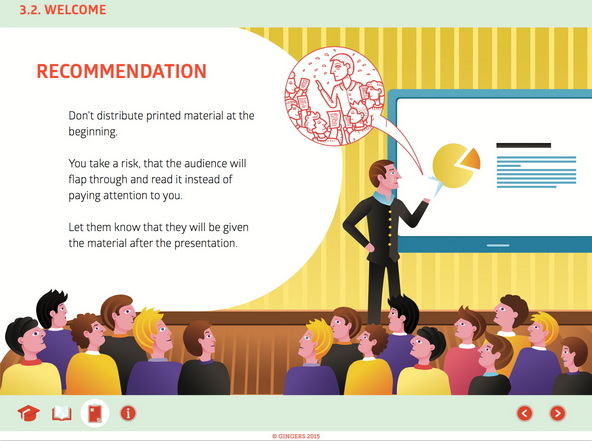 3.2. WELCOME
RECOMMENDATION
Don't distribute printed material at the
beginning.
You take a risk, that the audience will
flap through and read it instead of
paying attention to you.
Let them know that they will be given
the material after the presentation.
© GINGERS 2015